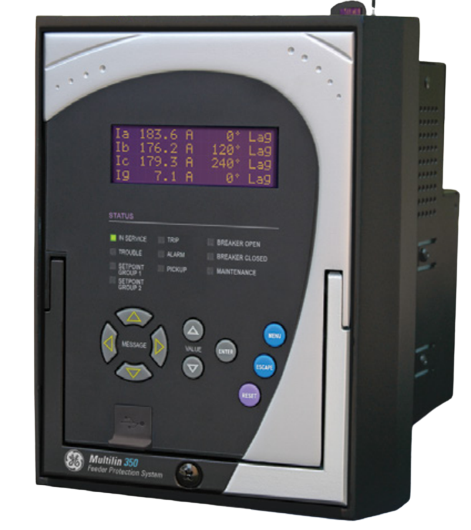 Ia 183.6 A 0° Lag
Ib 176.2 A 120° Lag
Ic 179.3 A 240° Lag
Ig 7.1 A 0° Lag
STATUS
IN SERVICE TRIP BREAKER OPEN
TROUBLE ALARM BREAKER CLOSED
SETPOINT GROUP 1 PICKUP MAINTENANCE
SETPOINT GROUP 2
MESSAGE
VALUE
ENTER
MENU
ESCAPE
RESET
GE
Multilin 350
Feeder Protection System